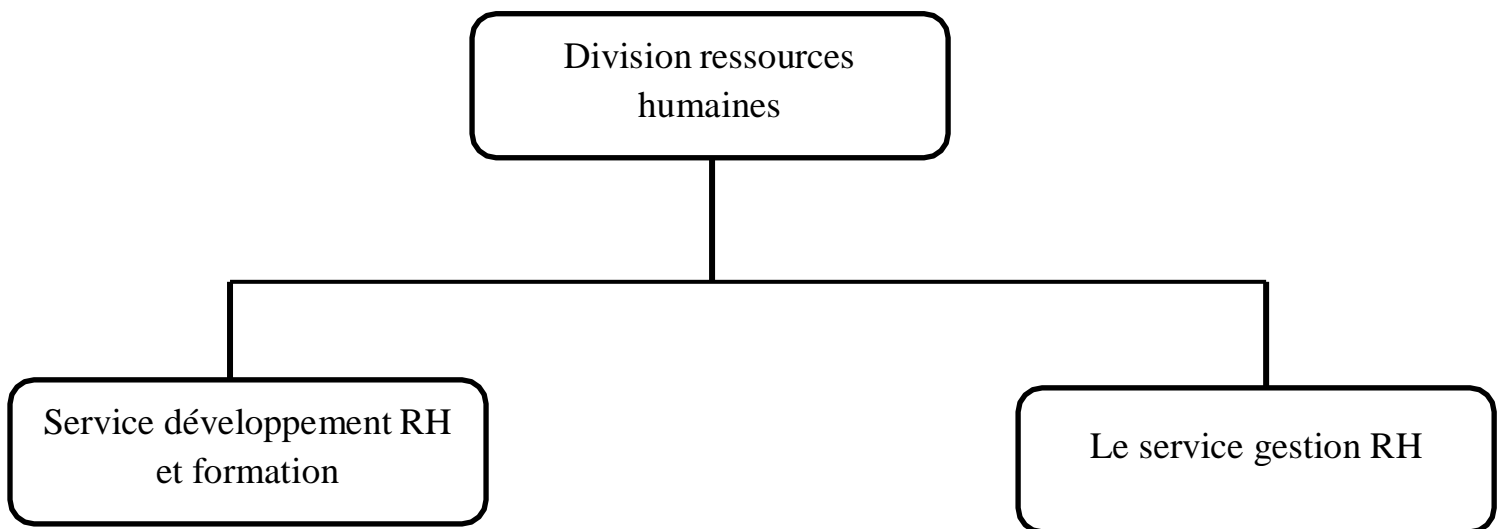 Division ressources
humaines
Service développement RH
et formation
Le service gestion RH